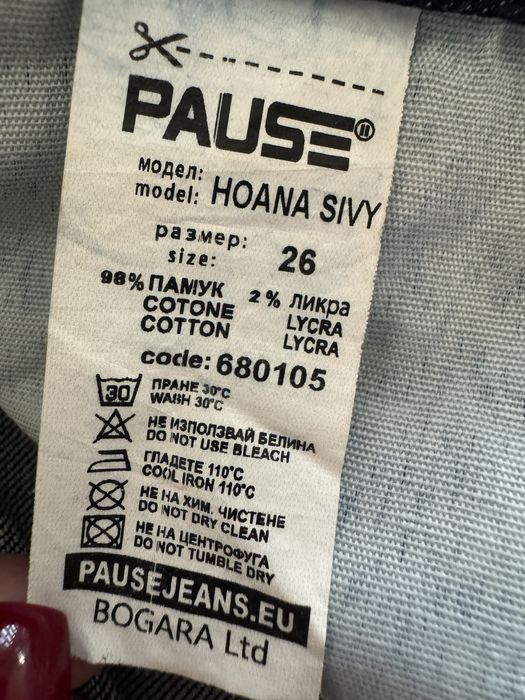 PAUSE®
модел:
model: HOANA SIVY
размер:
size: 26
98% ПАМУК 2% ЛИКРА
COTONE LYCRA
COTTON LYCRA
code: 680105
30 ПРАНЕ 30°C
WASH 30°C
НЕ ИЗПОЛЗВАЙ БЕЛИНА
DO NOT USE BLEACH
ГЛАДЕТЕ 110°C
COOL IRON 110°C
НЕ НА ХИМ. ЧИСТЕНЕ
DO NOT DRY CLEAN
НЕ НА ЦЕНТРОФУГА
DO NOT TUMBLE DRY
PAUSEJEANS.EU
BOGARA Ltd